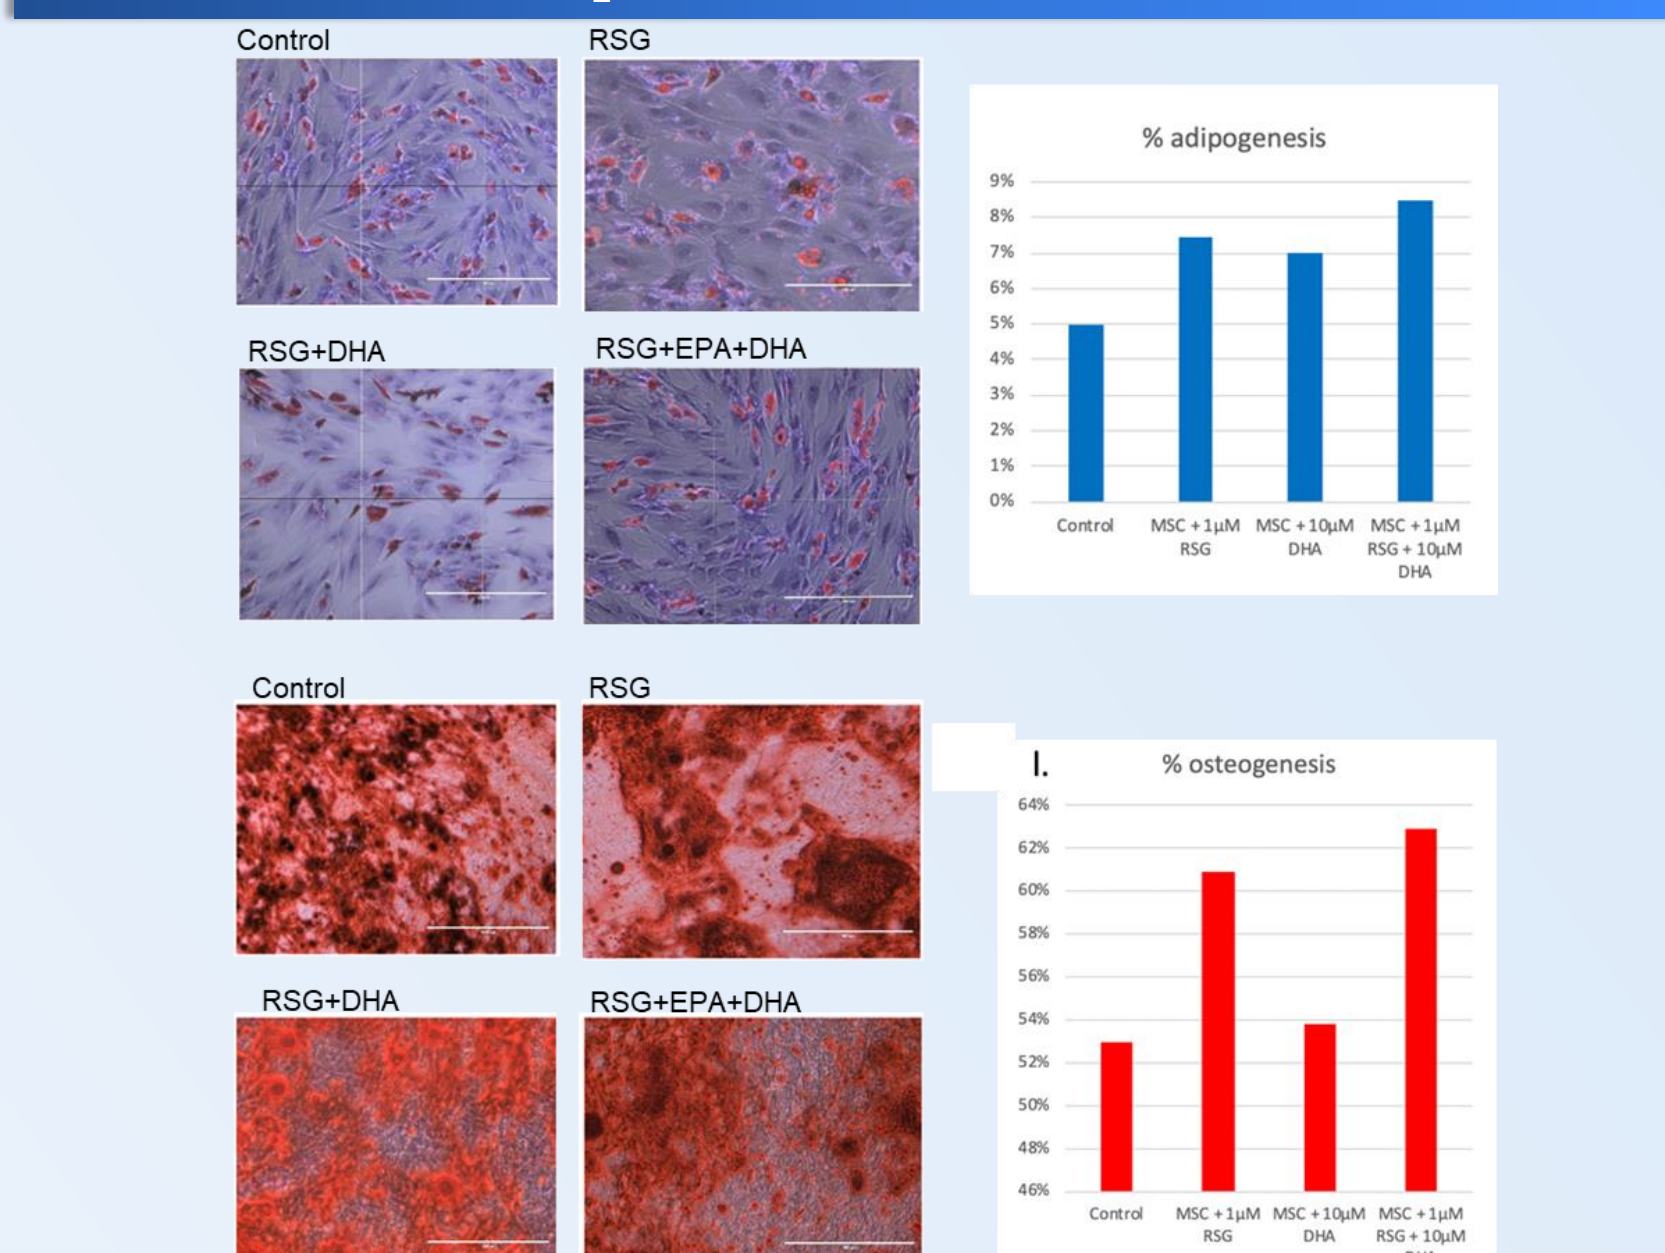 Control
RSG
RSG+DHA
RSG+EPA+DHA
% adipogenesis
9%
8%
7%
6%
5%
4%
3%
2%
1%
0%
Control
MSC + 1µM
RSG
MSC + 10µM
DHA
MSC + 1µM
RSG + 10µM
DHA
Control
RSG
RSG+DHA
RSG+EPA+DHA
I.
% osteogenesis
64%
62%
60%
58%
56%
54%
52%
50%
48%
46%
Control
MSC + 1µM
RSG
MSC + 10µM
DHA
MSC + 1µM
RSG + 10µM